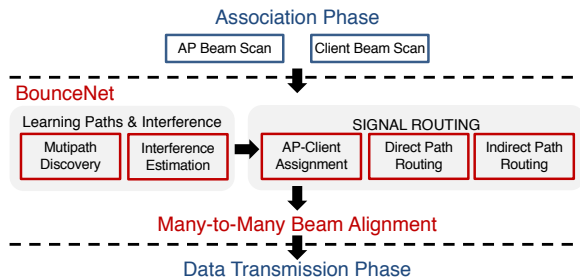 Association Phase
AP Beam Scan
Client Beam Scan
BounceNet
Learning Paths & Interference
Mutipath
Discovery
Interference
Estimation
SIGNAL ROUTING
AP-Client
Assignment
Direct Path
Routing
Indirect Path
Routing
Many-to-Many Beam Alignment
Data Transmission Phase